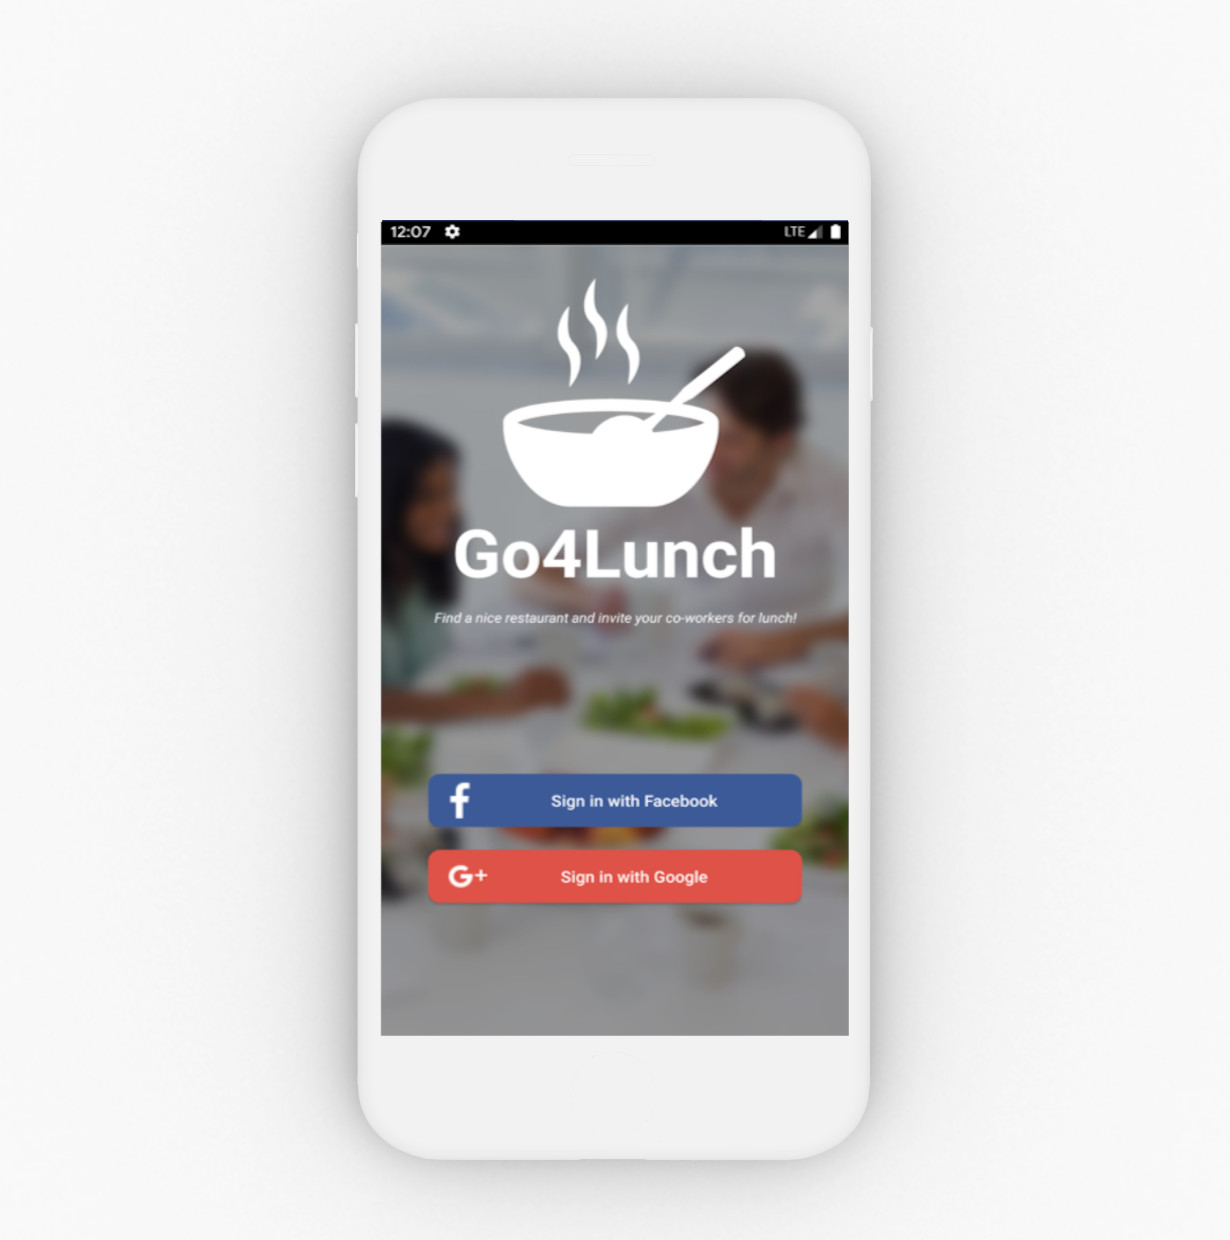 12:07 LTE
Go4Lunch
Find a nice restaurant and invite your co-workers for lunch!
f Sign in with Facebook
G+ Sign in with Google